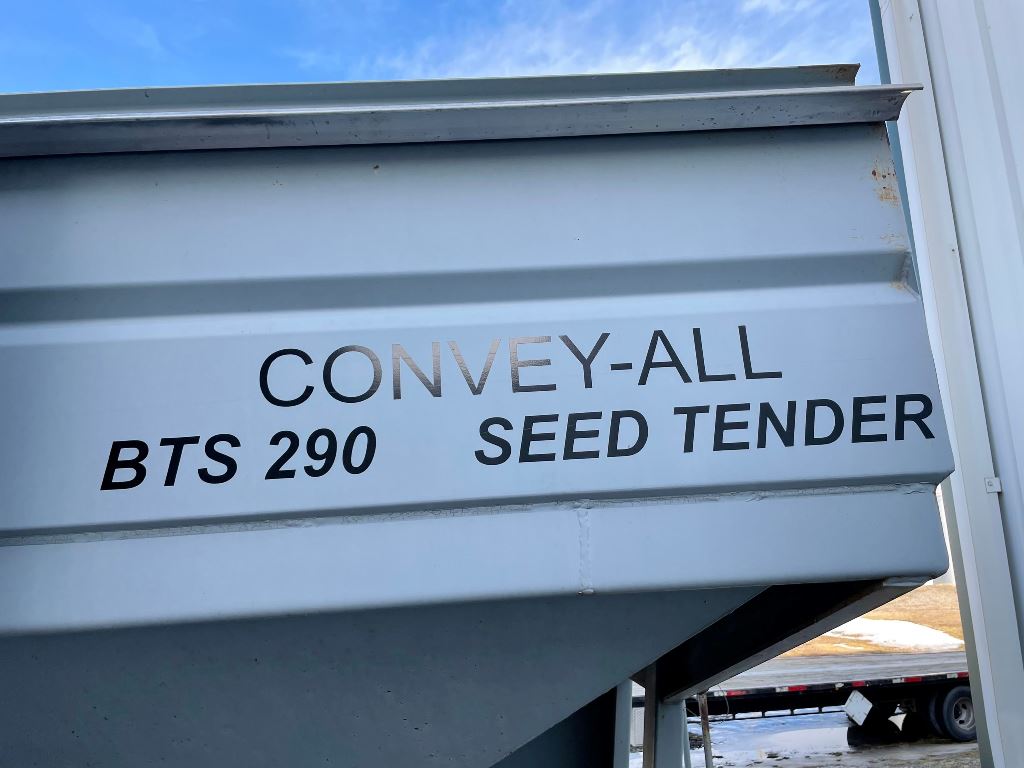 CONVEY-ALL
BTS 290 SEED TENDER